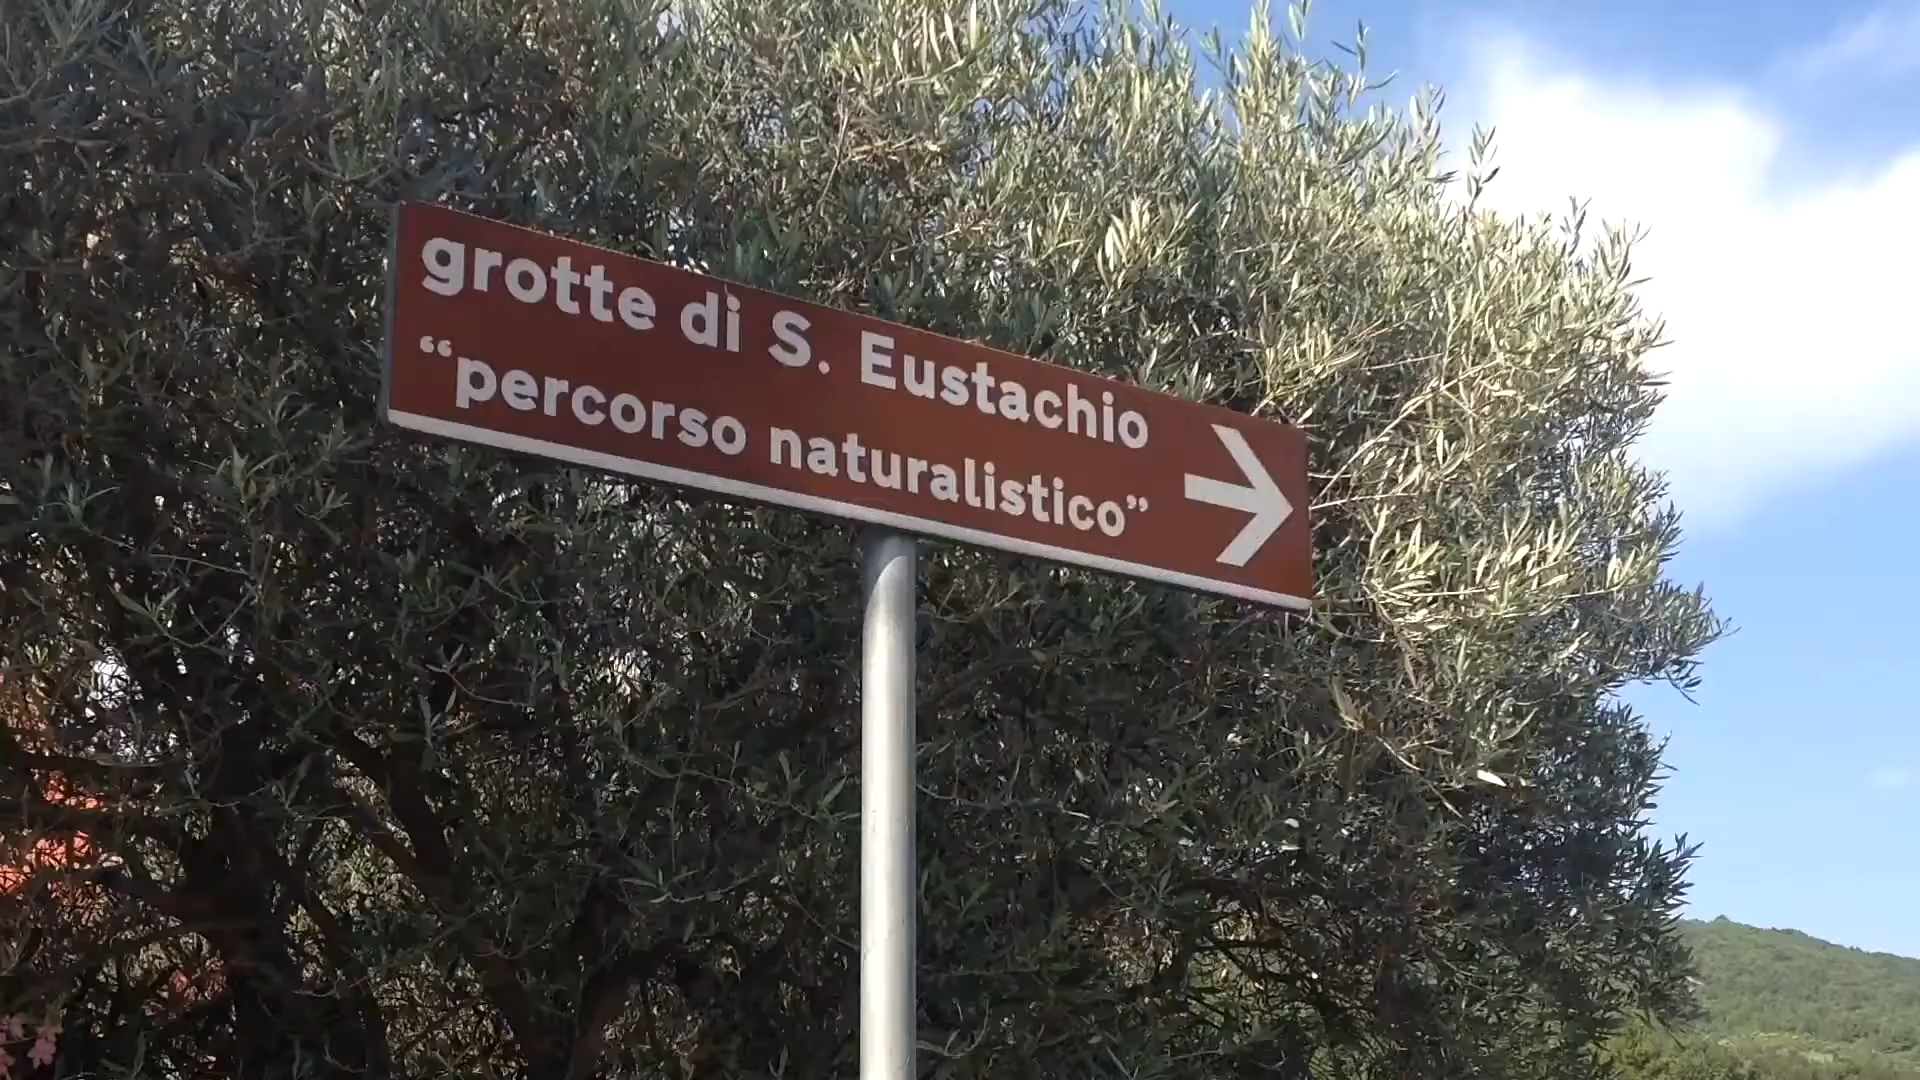 grotte di S. Eustachio
“percorso naturalistico”